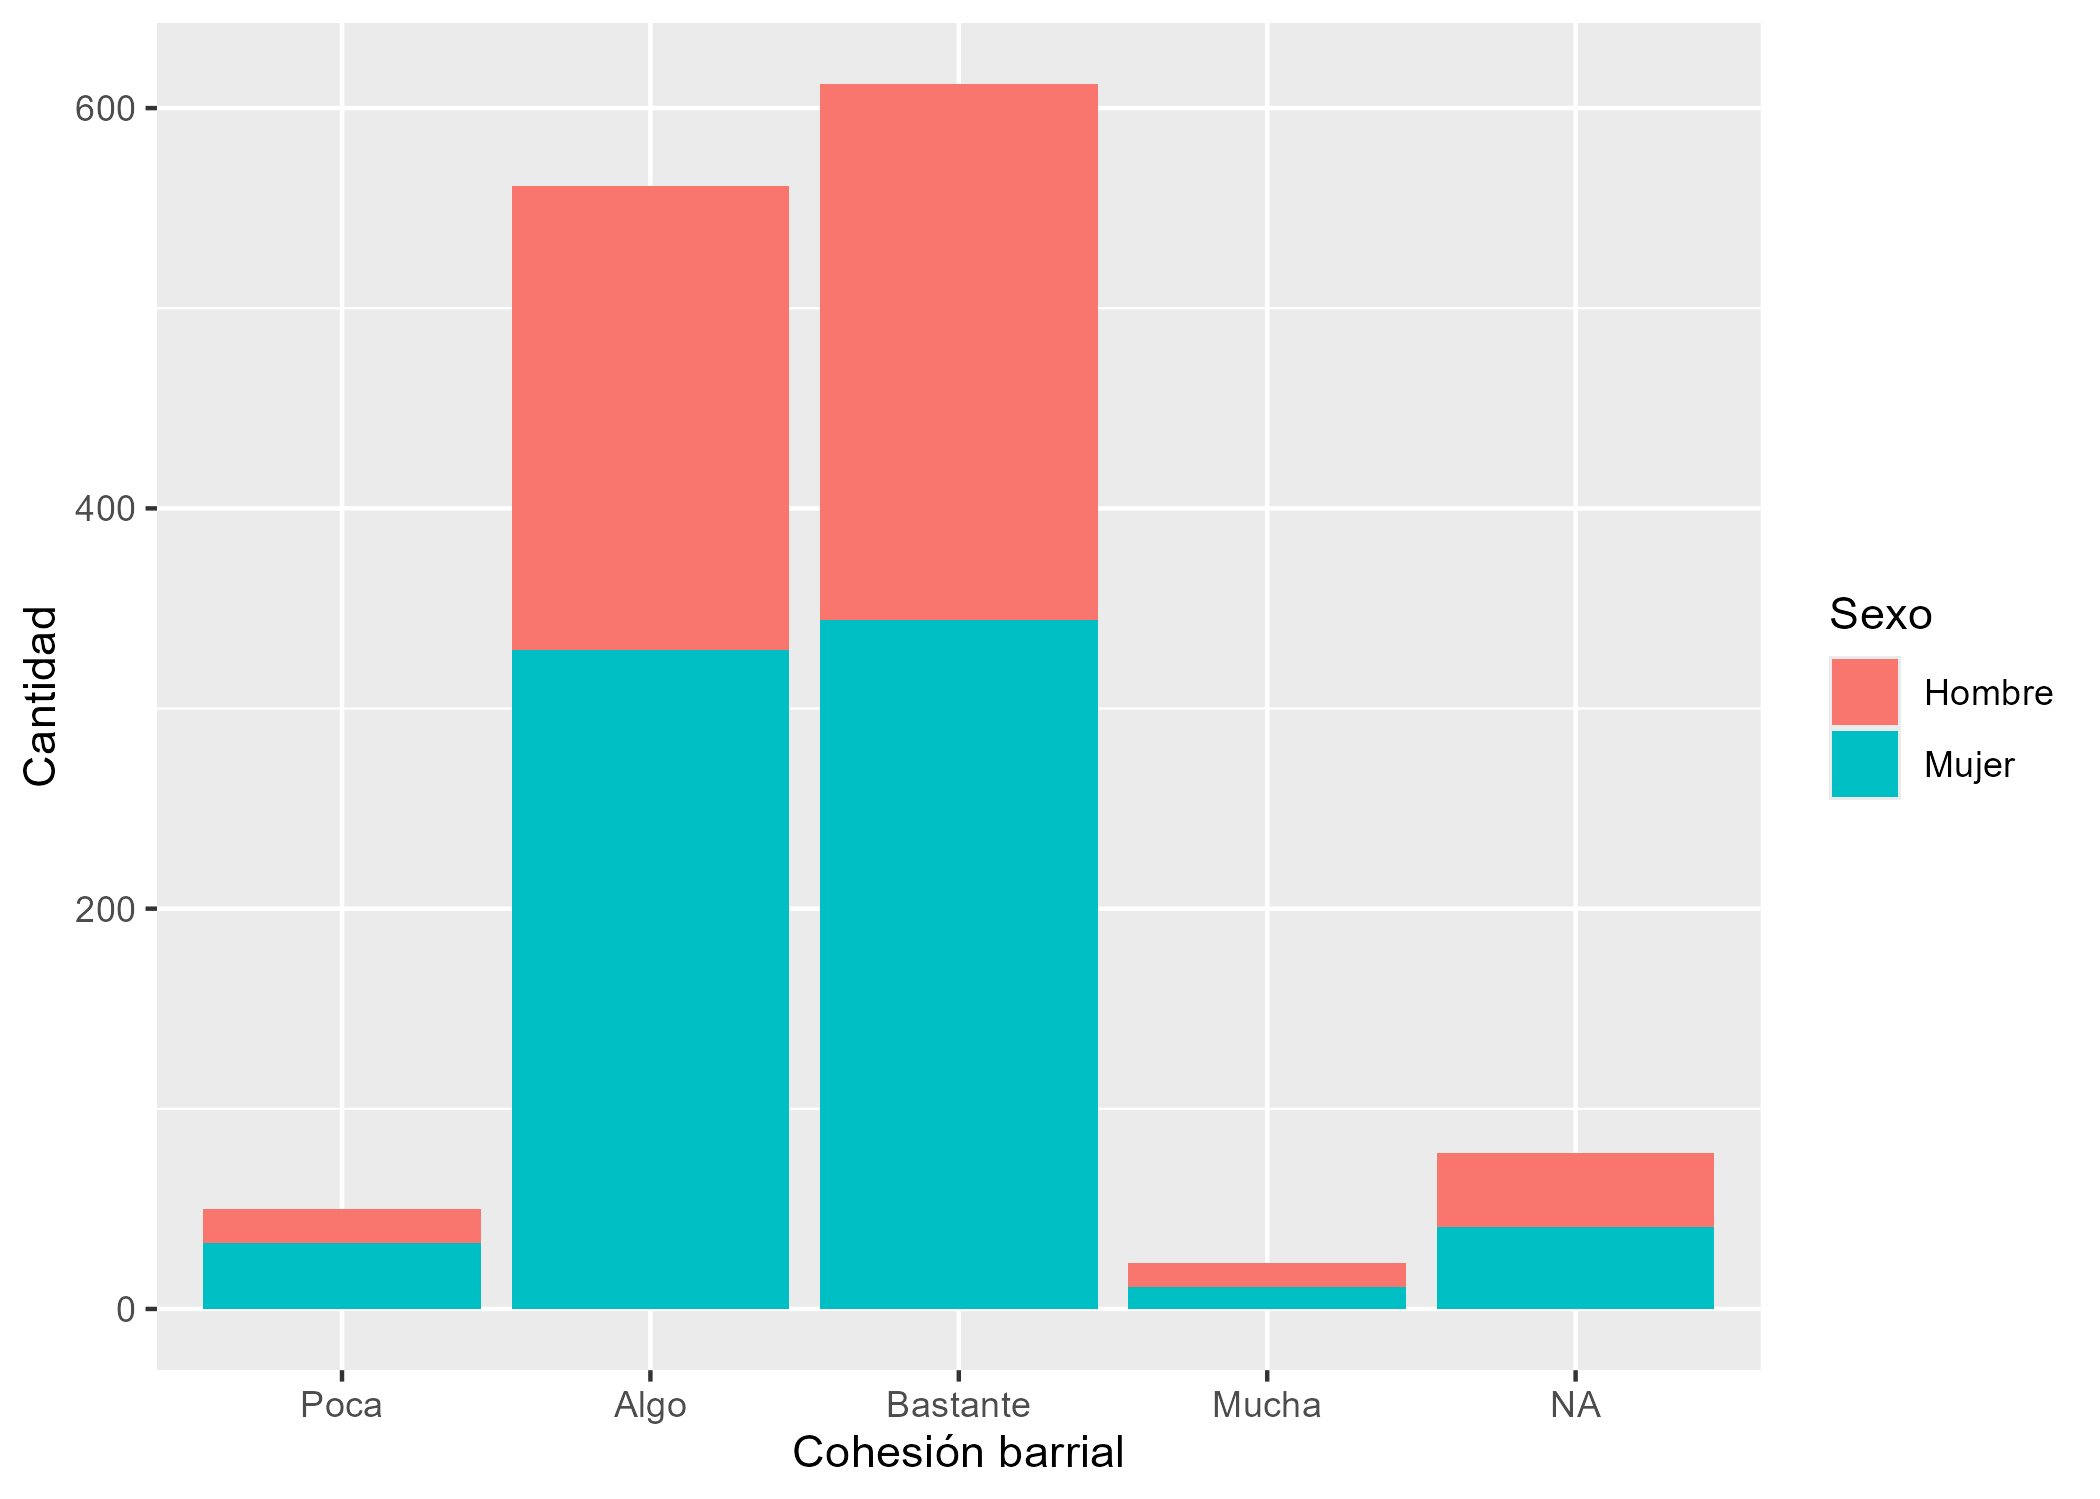 600
400
200
0
Cantidad
Poca
Algo
Bastante
Mucha
NA
Cohesión barrial
Sexo
Hombre
Mujer